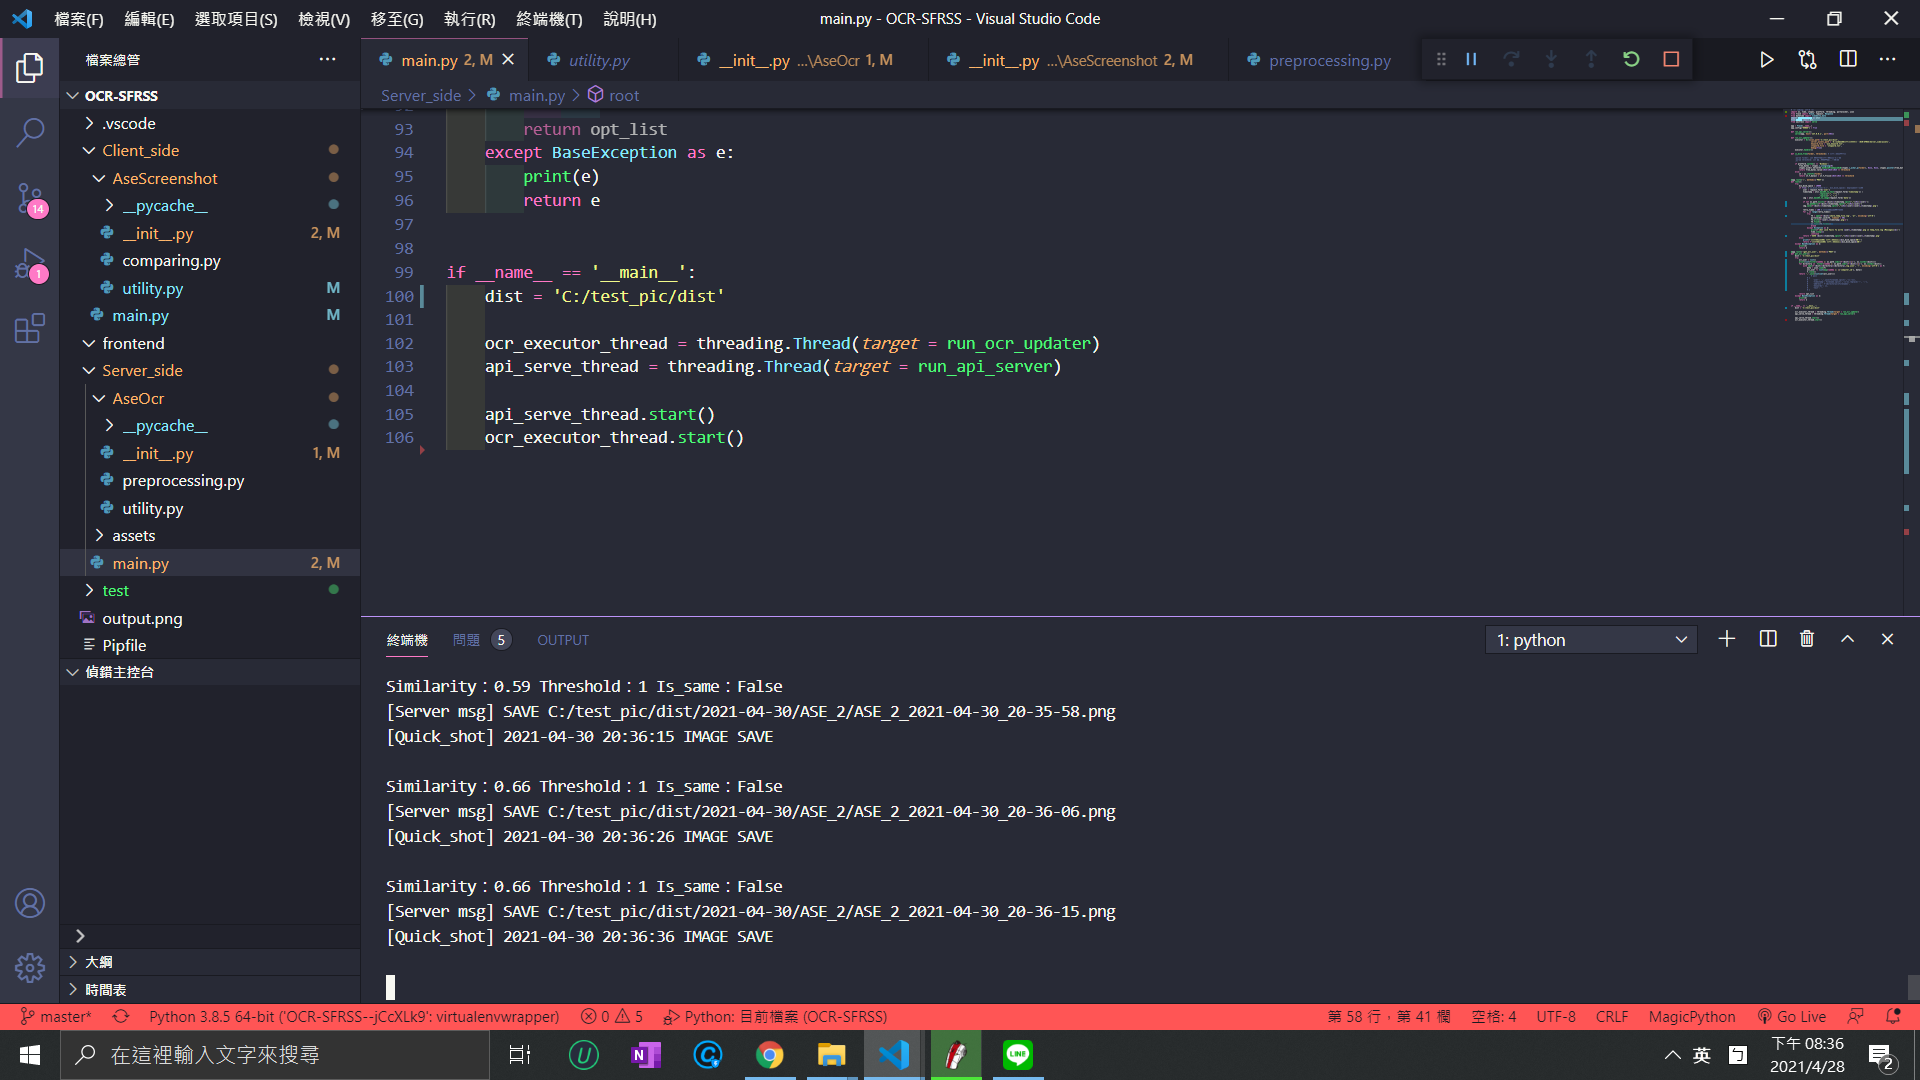 檔案(F) 編輯(E) 選取項目(S) 檢視(V) 移至(G) 執行(R) 終端機(T) 說明(H)
main.py - OCR-SFRSS - Visual Studio Code
檔案總管
main.py 2, M
utility.py
__init__.py ...\AseOcr 1, M
__init__.py ...\AseScreenshot 2, M
preprocessing.py
Server_side > main.py > root
OCR-SFRSS
.vscode
Client_side
AseScreenshot
__pycache__
__init__.py 2, M
comparing.py
utility.py M
main.py M
frontend
Server_side
AseOcr
__pycache__
__init__.py 1, M
preprocessing.py
utility.py
assets
main.py 2, M
test
output.png
Pipfile
偵錯主控台
大綱
時間表
14
1
93 return opt_list
94 except BaseException as e:
95 print(e)
96 return e
97
98
99 if __name__ == '__main__':
100 dist = 'C:/test_pic/dist'
101
102 ocr_executor_thread = threading.Thread(target = run_ocr_updater)
103 api_serve_thread = threading.Thread(target = run_api_server)
104
105 api_serve_thread.start()
106 ocr_executor_thread.start()
終端機 問題 5 OUTPUT
1: python
Similarity：0.59 Threshold：1 Is_same：False
[Server msg] SAVE C:/test_pic/dist/2021-04-30/ASE_2/ASE_2_2021-04-30_20-35-58.png
[Quick_shot] 2021-04-30 20:36:15 IMAGE SAVE
Similarity：0.66 Threshold：1 Is_same：False
[Server msg] SAVE C:/test_pic/dist/2021-04-30/ASE_2/ASE_2_2021-04-30_20-36-06.png
[Quick_shot] 2021-04-30 20:36:26 IMAGE SAVE
Similarity：0.66 Threshold：1 Is_same：False
[Server msg] SAVE C:/test_pic/dist/2021-04-30/ASE_2/ASE_2_2021-04-30_20-36-15.png
[Quick_shot] 2021-04-30 20:36:36 IMAGE SAVE
master* Python 3.8.5 64-bit ('OCR-SFRSS--jCcXLk9': virtualenvwrapper) 0 5 Python: 目前檔案 (OCR-SFRSS)
第 58 行，第 41 欄 空格: 4 UTF-8 CRLF MagicPython Go Live
在這裡輸入文字來搜尋
N
LINE
英
下午 08:36
2021/4/28
2